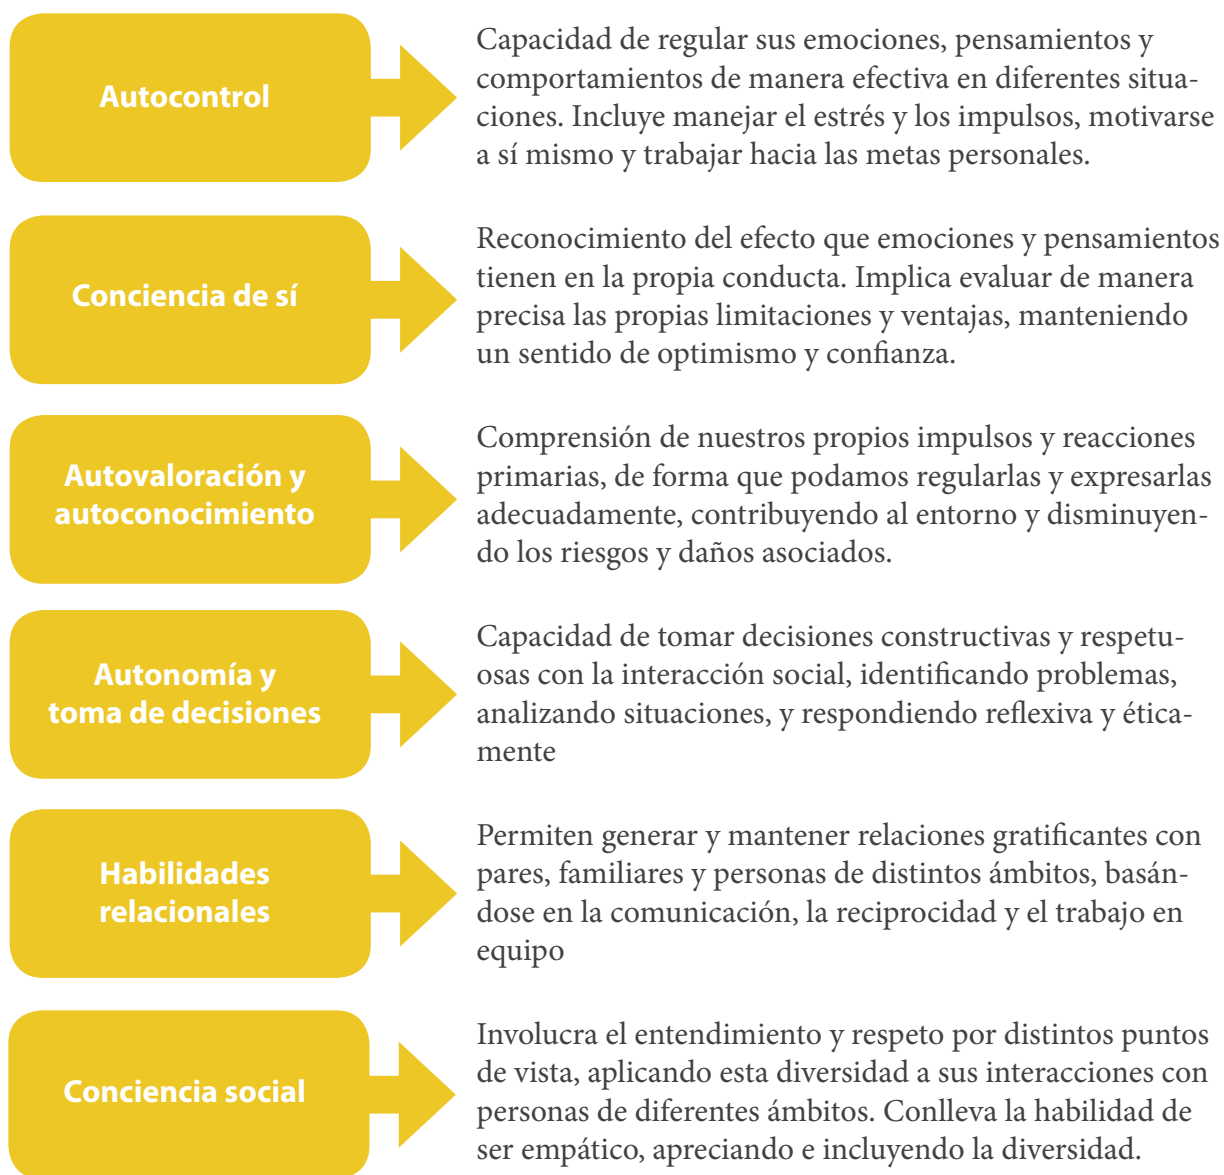 Autocontrol
Capacidad de regular sus emociones, pensamientos y
comportamientos de manera efectiva en diferentes situa-
ciones. Incluye manejar el estrés y los impulsos, motivarse
a sí mismo y trabajar hacia las metas personales.
Conciencia de sí
Reconocimiento del efecto que emociones y pensamientos
tienen en la propia conducta. Implica evaluar de manera
precisa las propias limitaciones y ventajas, manteniendo
un sentido de optimismo y confianza.
Autovaloración y
autoconocimiento
Comprensión de nuestros propios impulsos y reacciones
primarias, de forma que podamos regularlas y expresarlas
adecuadamente, contribuyendo al entorno y disminuyen-
do los riesgos y daños asociados.
Autonomía y
toma de decisiones
Capacidad de tomar decisiones constructivas y respetu-
osas con la interacción social, identificando problemas,
analizando situaciones, y respondiendo reflexiva y ética-
mente
Habilidades
relacionales
Permiten generar y mantener relaciones gratificantes con
pares, familiares y personas de distintos ámbitos, basán-
dose en la comunicación, la reciprocidad y el trabajo en
equipo
Conciencia social
Involucra el entendimiento y respeto por distintos puntos
de vista, aplicando esta diversidad a sus interacciones con
personas de diferentes ámbitos. Conlleva la habilidad de
ser empático, apreciando e incluyendo la diversidad.